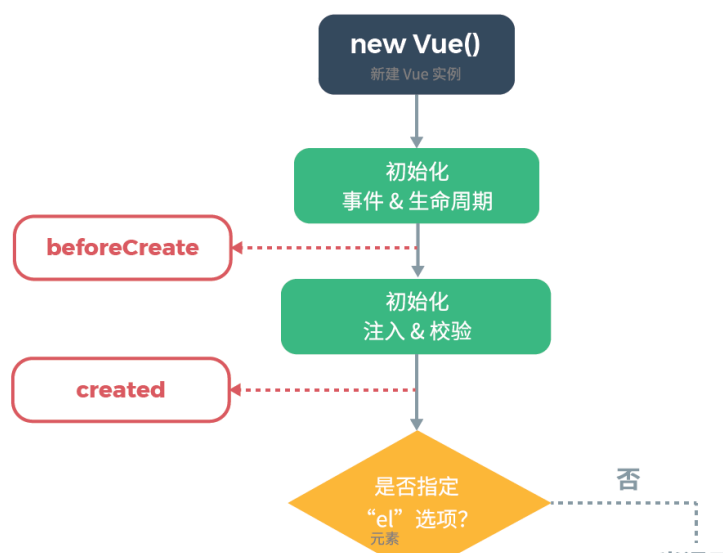 new Vue()
新建 Vue 实例
初始化
事件 & 生命周期
beforeCreate
初始化
注入 & 校验
created
是否指定
“el”选项？
元素
否